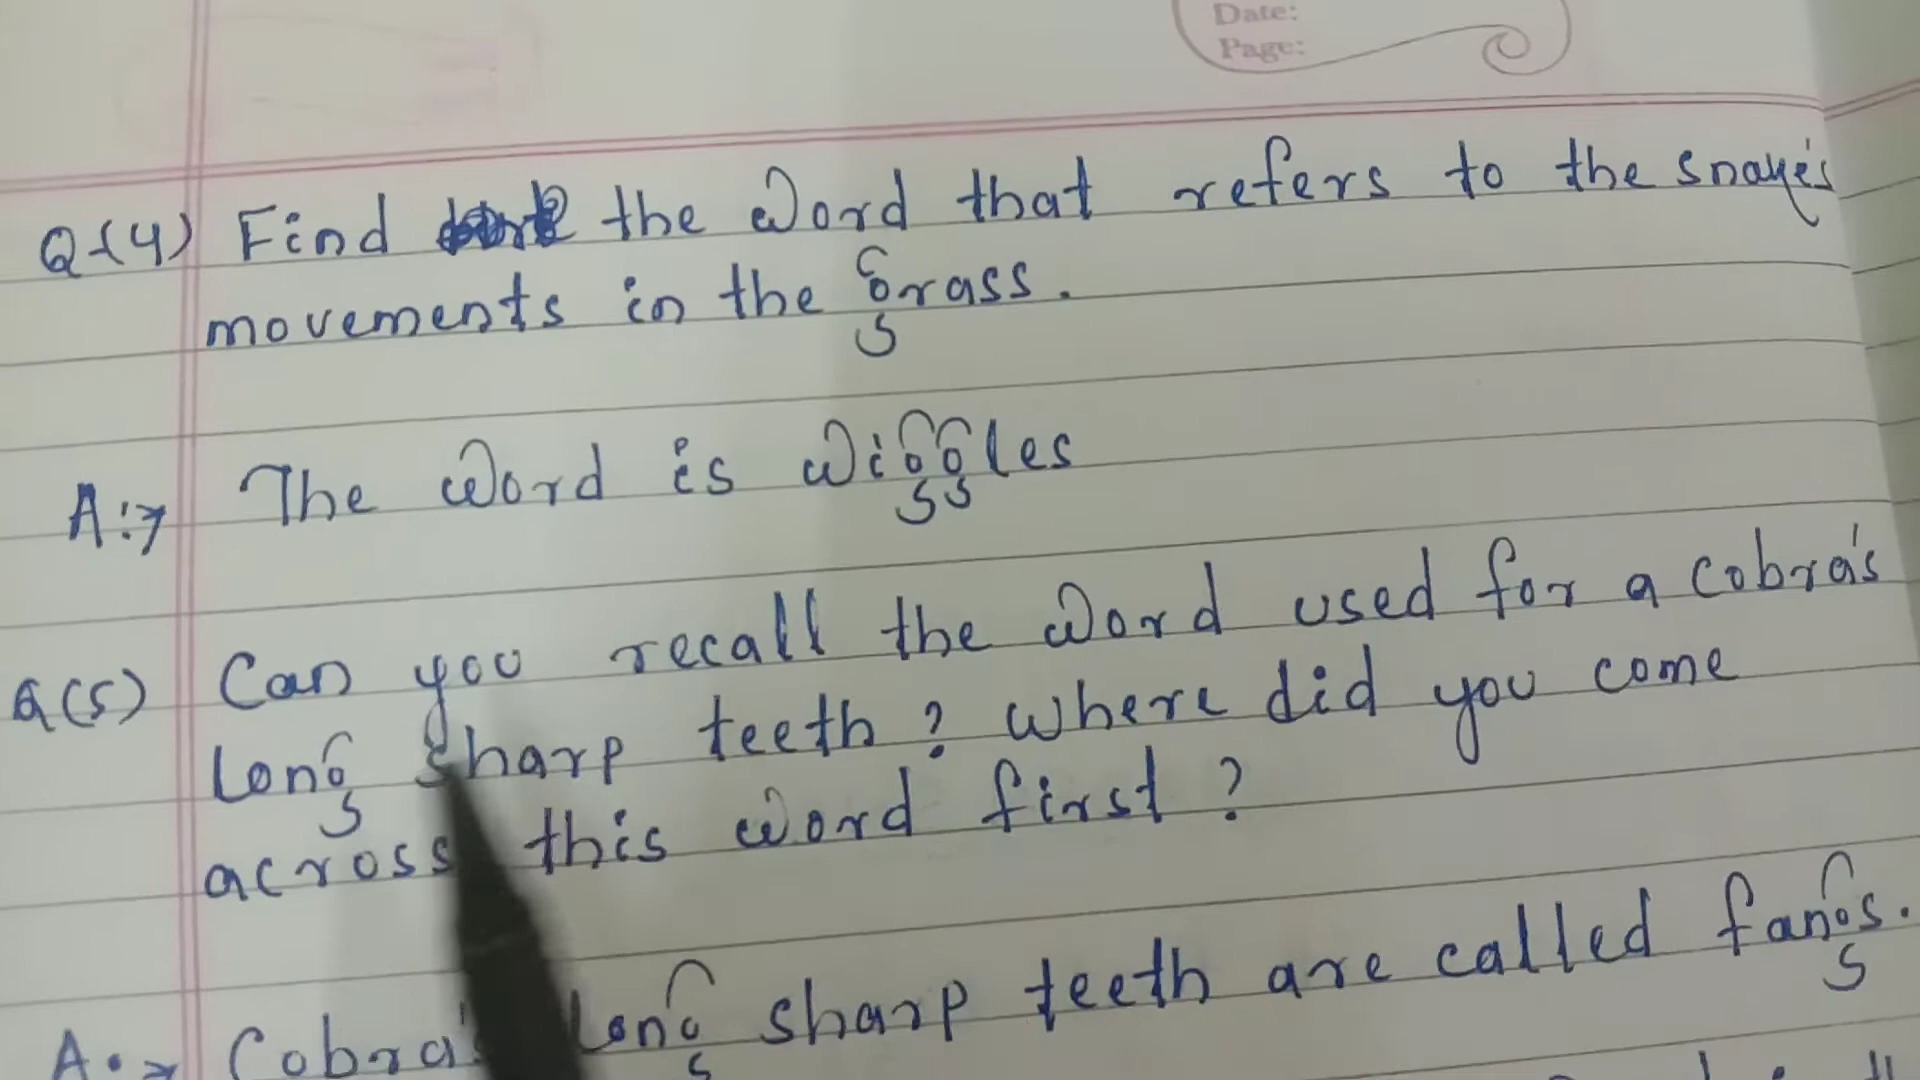 Date:
Page:
Q-(4) Find the word that refers to the snake's
movements in the grass.
A:→ The word is wiggles
Q(5) Can you recall the word used for a cobra's
long sharp teeth? Where did you come
across this word first?
A:→ Cobra's long sharp teeth are called fangs.